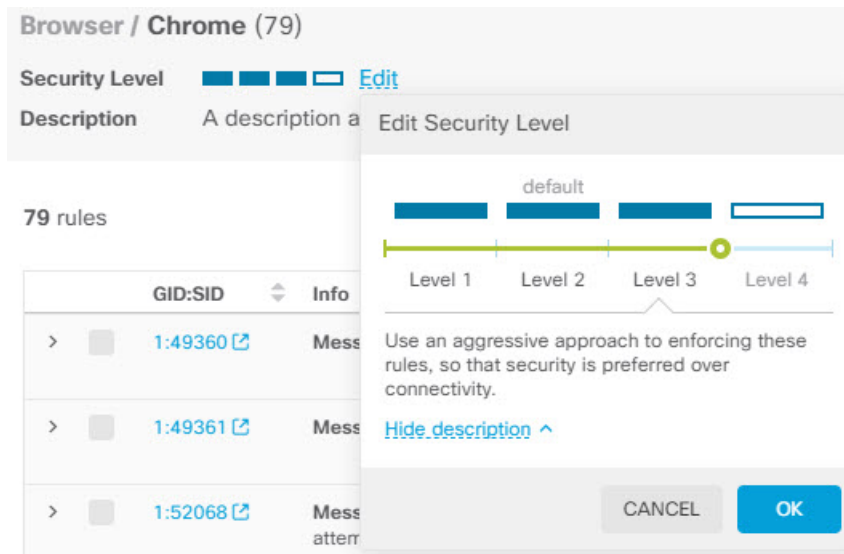 Browser / Chrome (79)
Security Level Edit
Description A description a
Edit Security Level
default
Level 1 Level 2 Level 3 Level 4
Use an aggressive approach to enforcing these
rules, so that security is preferred over
connectivity.
Hide description
CANCEL OK
79 rules
GID:SID Info
1:49360 Mess
1:49361 Mess
1:52068 Mess
attem